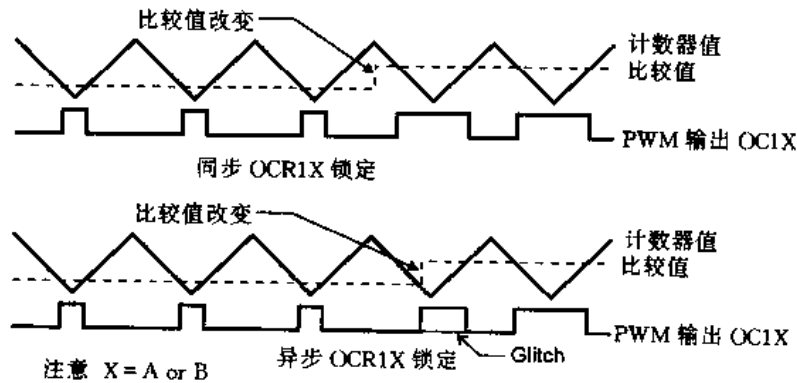 比较值改变
计数器值
比较值
PWM 输出 OC1X
同步 OCR1X 锁定
比较值改变
计数器值
比较值
PWM 输出 OC1X
异步 OCR1X 锁定
Glitch
注意 X = A or B